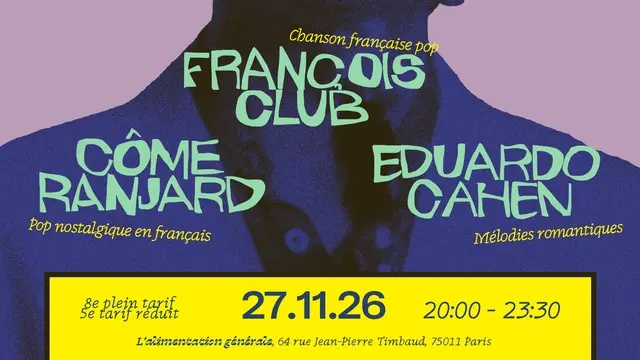 Chanson française pop
FRANÇOIS
CLUB
CÔME
RANJARD
Pop nostalgique en français
EDUARDO
CAHEN
Mélodies romantiques
8e plein tarif
5e tarif réduit
27.11.26
20:00 - 23:30
L'alimentation générale, 64 rue Jean-Pierre Timbaud, 75011 Paris